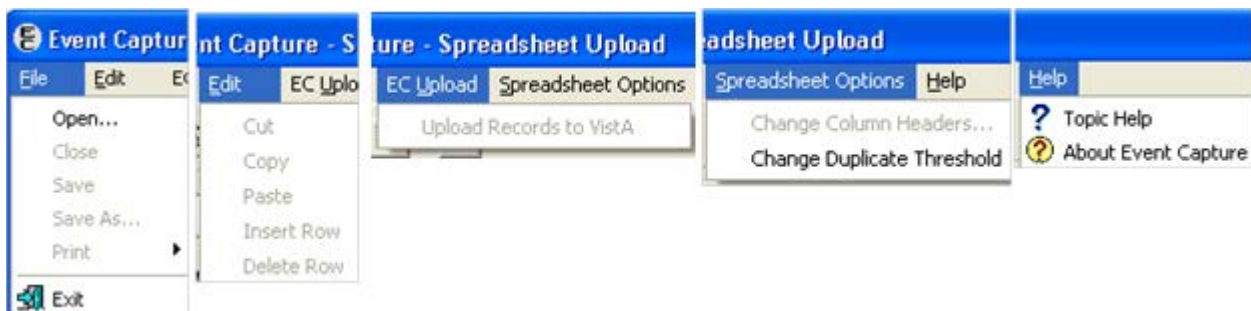 Event Captur
File Edit EC
Open...
Close
Save
Save As...
Print
Exit
nt Capture - S
Edit EC Uplo
Cut
Copy
Paste
Insert Row
Delete Row
ture - Spreadsheet Upload
EC Upload Spreadsheet Options
Upload Records to VistA
eadsheet Upload
Spreadsheet Options Help
Change Column Headers...
Change Duplicate Threshold
Help
Topic Help
About Event Capture